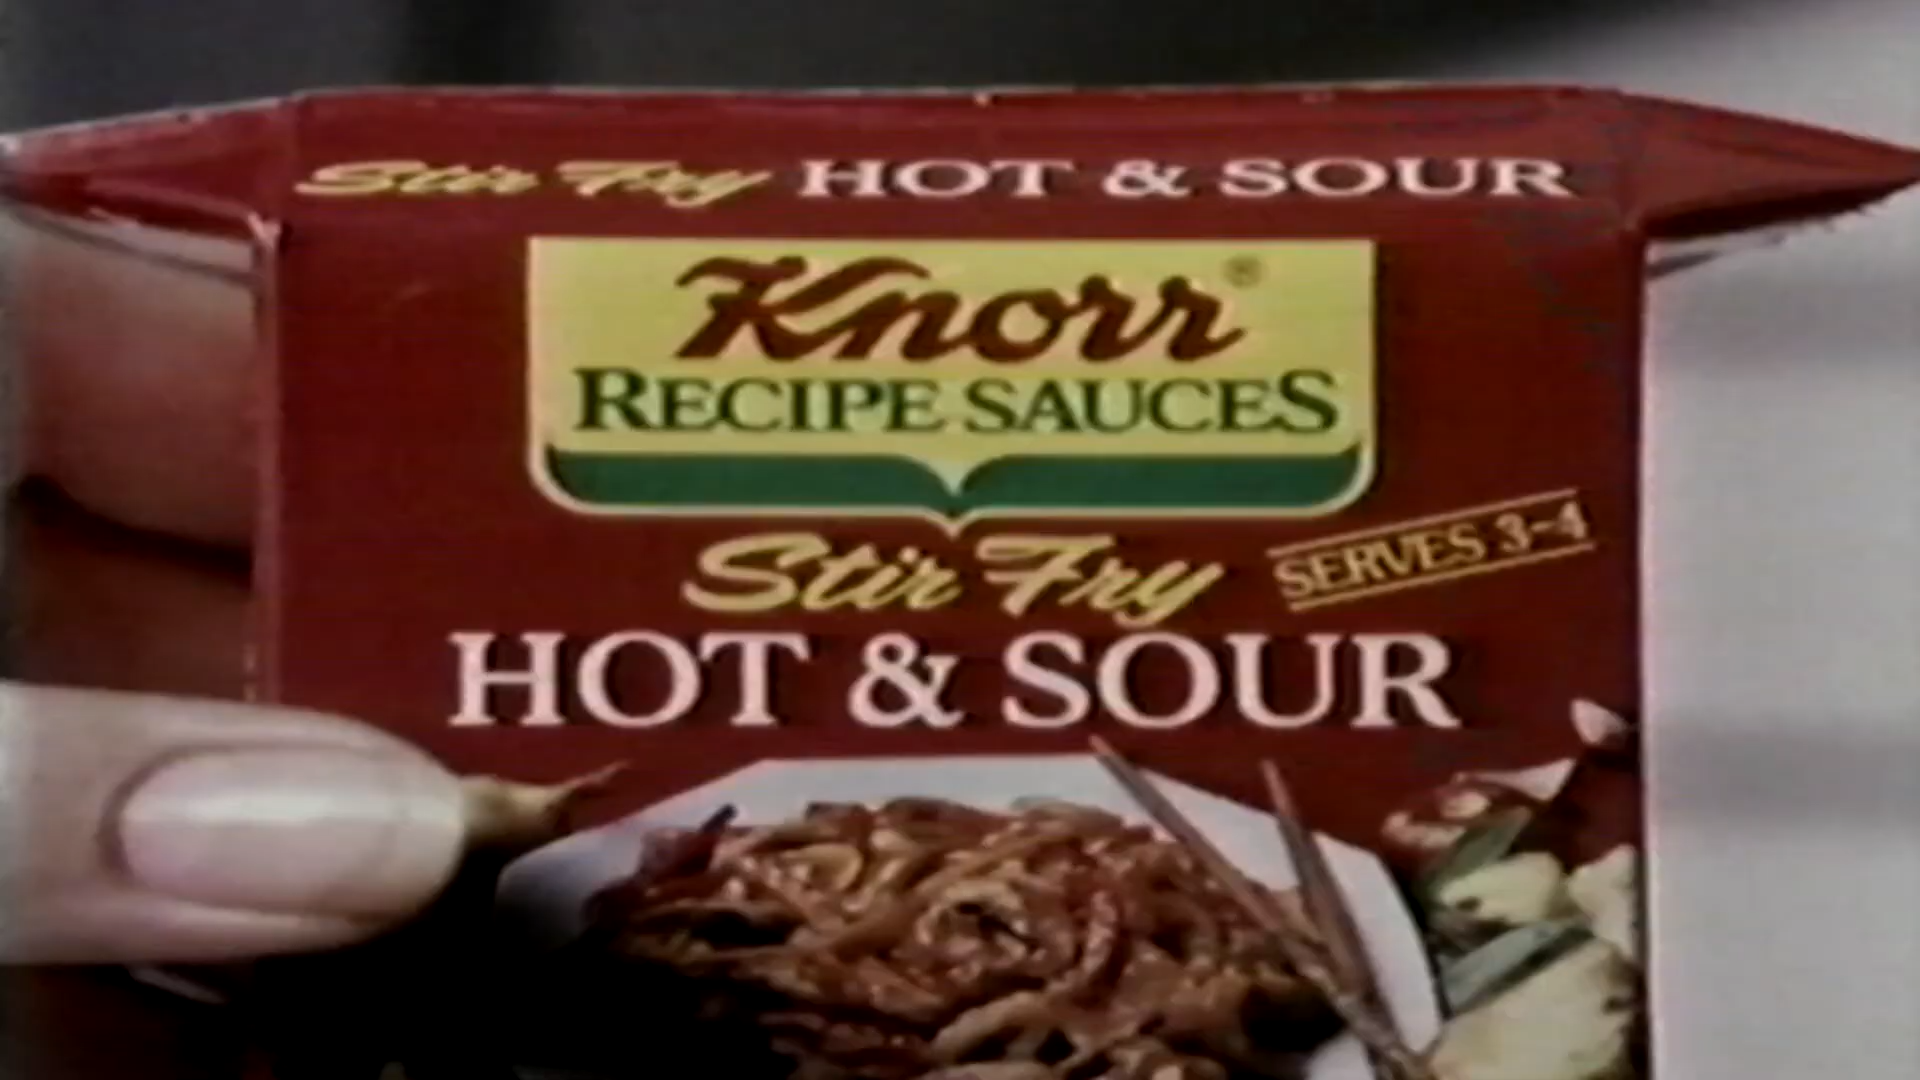 Stir Fry HOT & SOUR
Knorr®
RECIPE SAUCES
Stir Fry
SERVES 3-4
HOT & SOUR